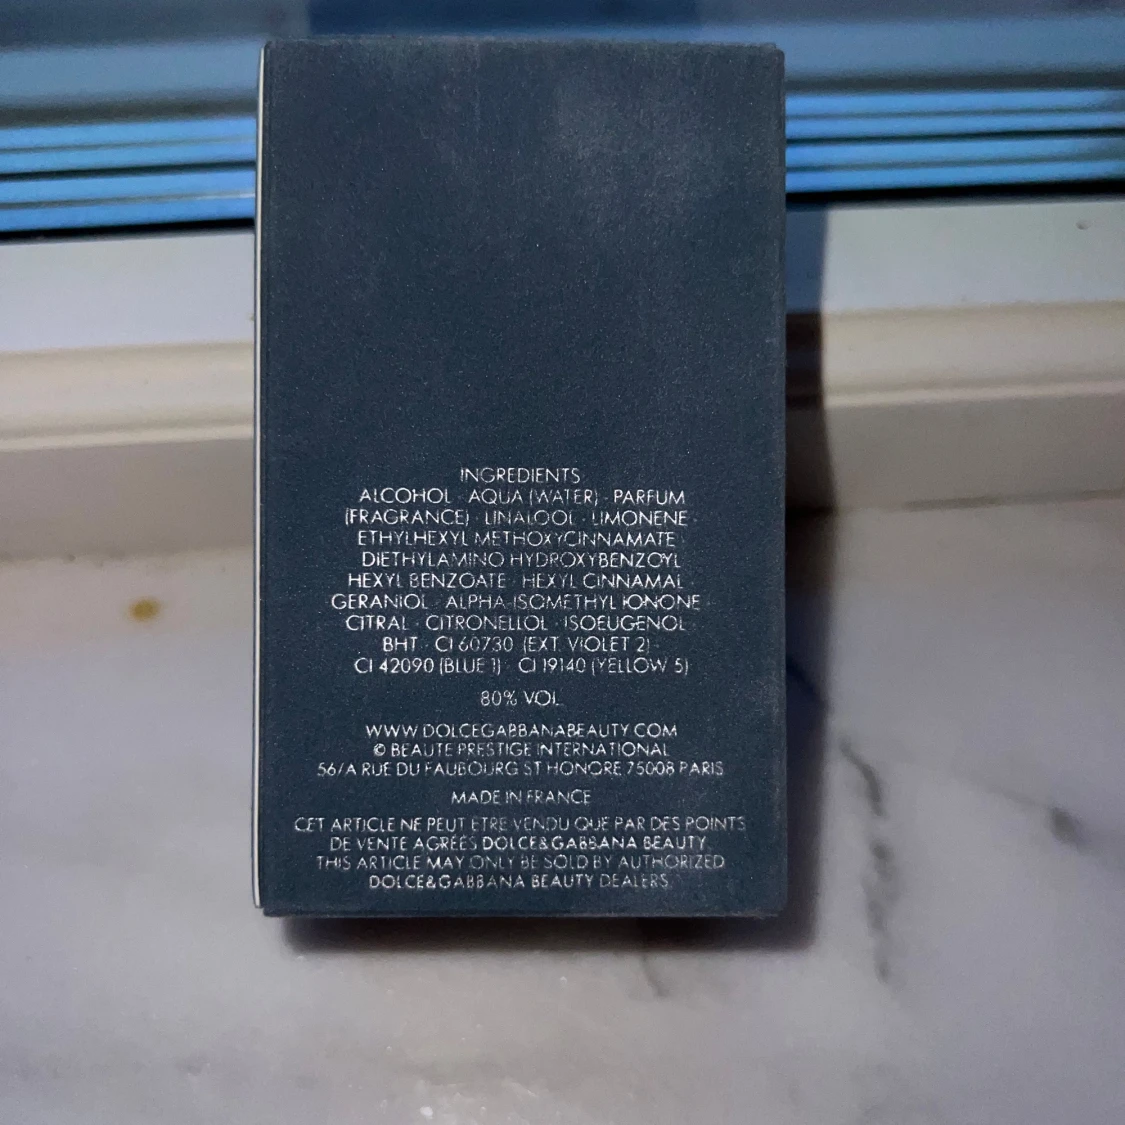 INGREDIENTS
ALCOHOL · AQUA (WATER) · PARFUM
(FRAGRANCE) · LINALOOL · LIMONENE ·
ETHYLHEXYL METHOXYCINNAMATE
DIETHYLAMINO HYDROXYBENZOYL
HEXYL BENZOATE · HEXYL CINNAMAL ·
GERANIOL · ALPHA-ISOMETHYL IONONE
CITRAL · CITRONELLOL · ISOEUGENOL ·
BHT · CI 60730 (EXT. VIOLET 2) ·
CI 42090 (BLUE 1) · CI 19140 (YELLOW 5)
80% VOL
WWW.DOLCEGABBANABEAUTY.COM
© BEAUTE PRESTIGE INTERNATIONAL
56/A RUE DU FAUBOURG ST HONORE 75008 PARIS
MADE IN FRANCE
CET ARTICLE NE PEUT ETRE VENDU QUE PAR DES POINTS
DE VENTE AGRÉÉS DOLCE&GABBANA BEAUTY
THIS ARTICLE MAY ONLY BE SOLD BY AUTHORIZED
DOLCE&GABBANA BEAUTY DEALERS.